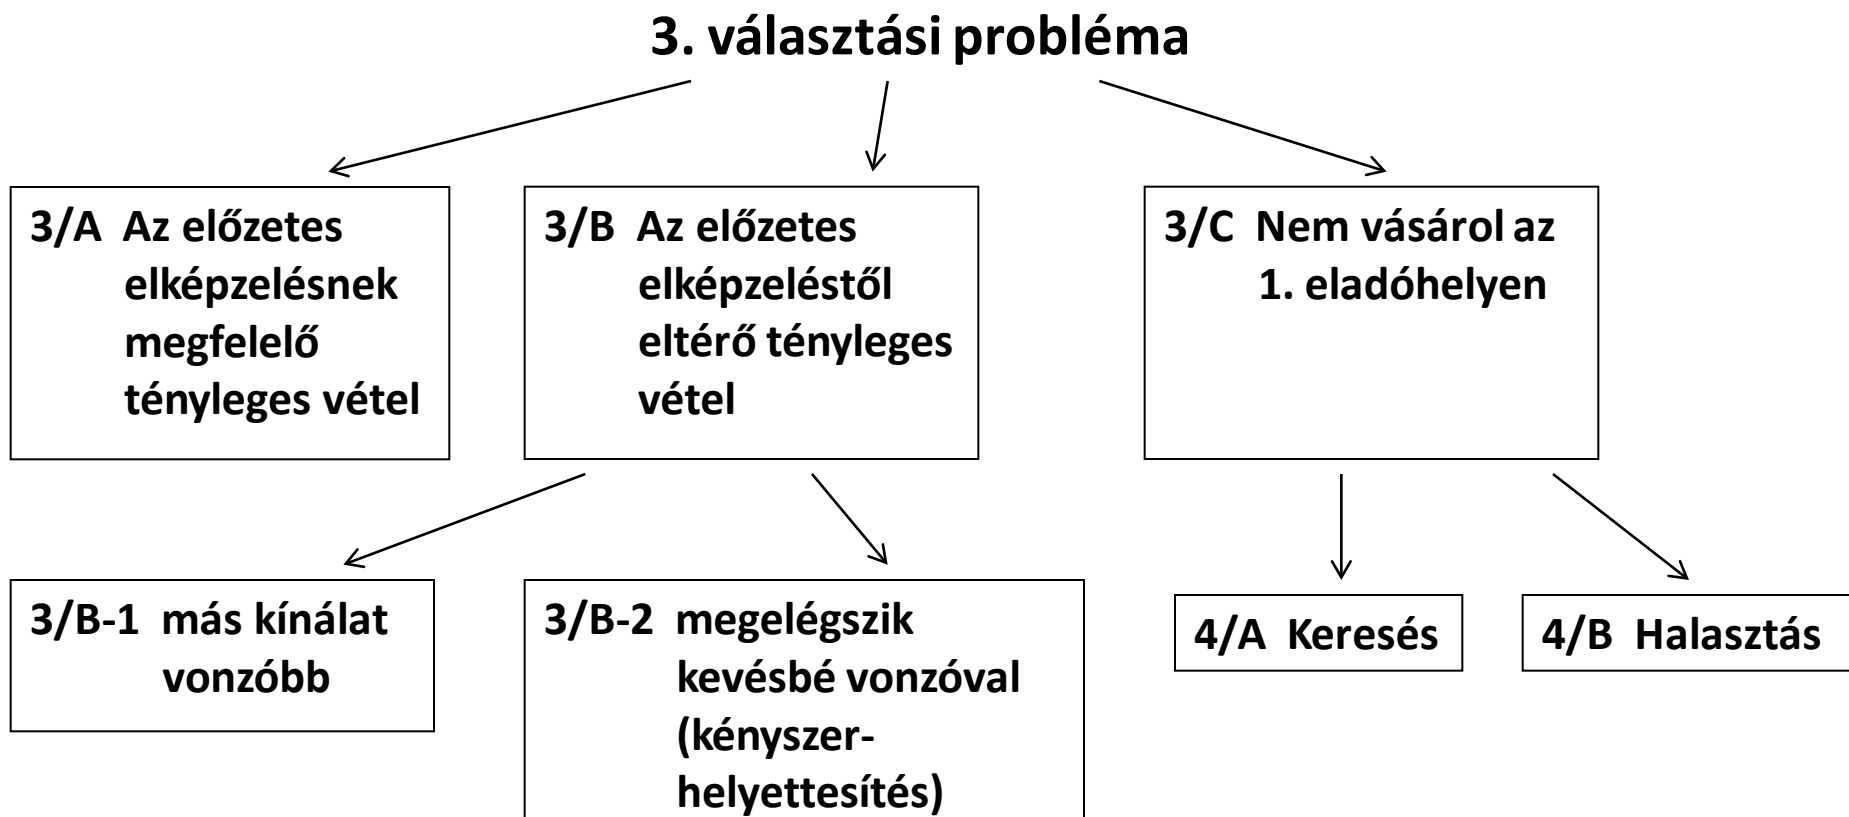 3. választási probléma
3/A Az előzetes
elképzelésnek
megfelelő
tényleges vétel
3/B Az előzetes
elképzeléstől
eltérő tényleges
vétel
3/C Nem vásárol az
1. eladóhelyen
3/B-1 más kínálat
vonzóbb
3/B-2 megelégszik
kevésbé vonzóval
(kényszer-
helyettesítés)
4/A Keresés
4/B Halasztás